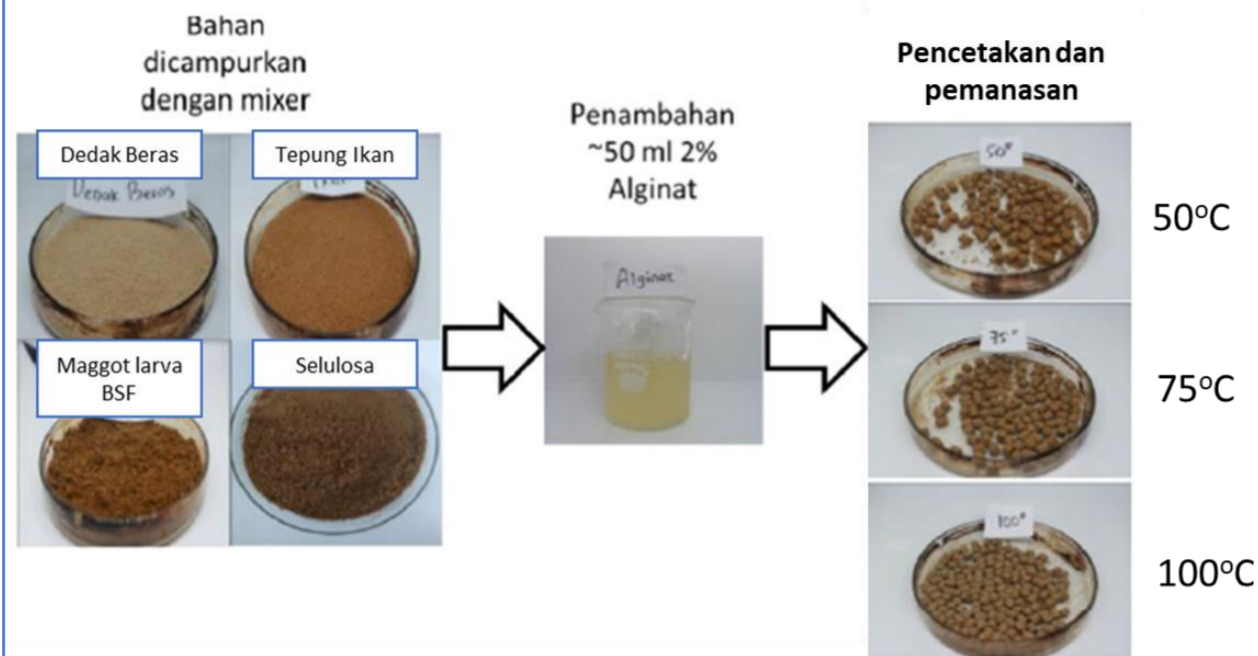 Bahan
dicampurkan
dengan mixer
Dedak Beras
Tepung Ikan
Dedak Beras
Maggot larva
BSF
Selulosa
Penambahan
~50 ml 2%
Alginat
Alginat
Pencetakan dan
pemanasan
50°
50°C
75°
75°C
100°
100°C